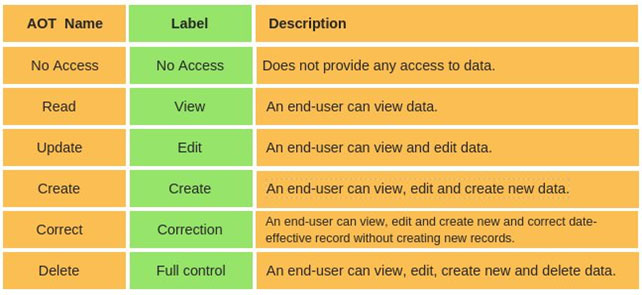 AOT Name Label Description
No Access No Access Does not provide any access to data.
Read View An end-user can view data.
Update Edit An end-user can view and edit data.
Create Create An end-user can view, edit and create new data.
Correct Correction An end-user can view, edit and create new and correct date-
effective record without creating new records.
Delete Full control An end-user can view, edit, create new and delete data.